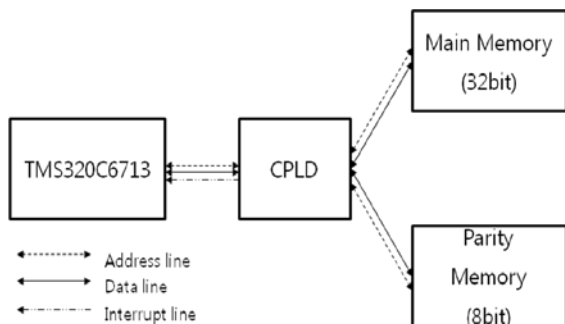 Main Memory
(32bit)
TMS320C6713
CPLD
Parity
Memory
(8bit)
Address line
Data line
Interrupt line